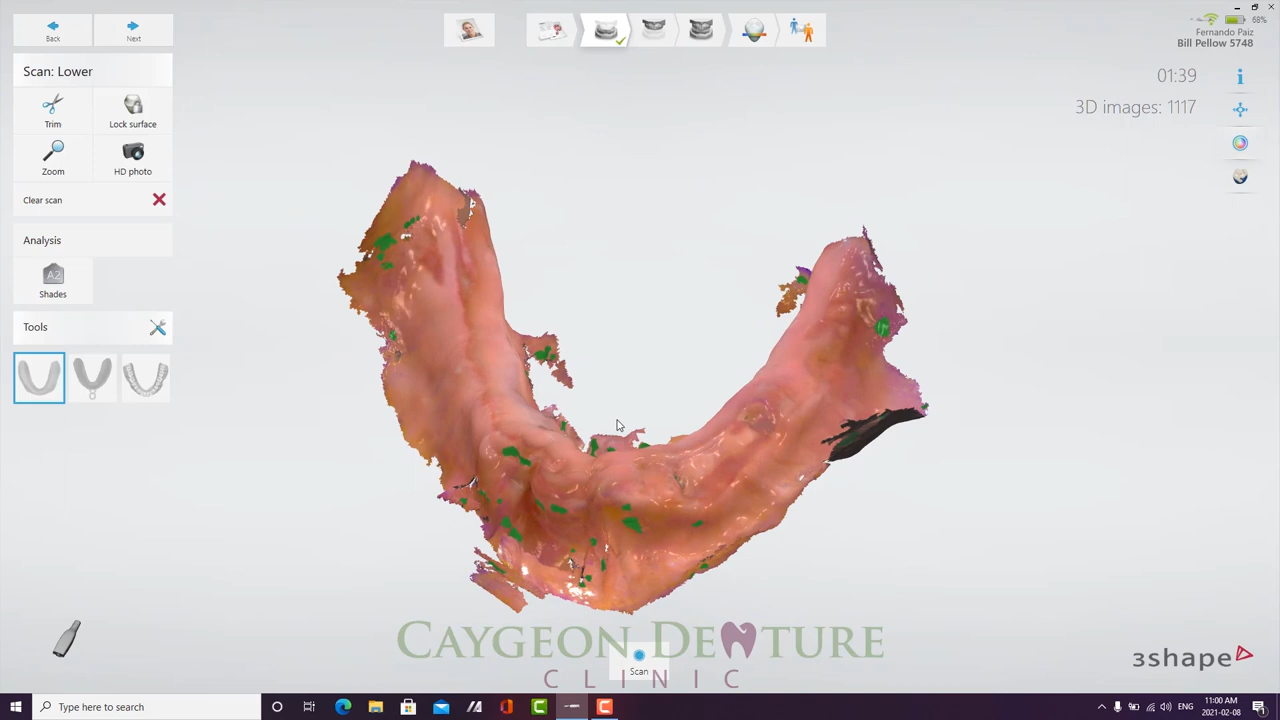 Back
Next
Scan: Lower
Trim
Lock surface
Zoom
HD photo
Clear scan
Analysis
A2
Shades
Tools
68%
Fernando Paiz
Bill Pellow 5748
01:39
3D images: 1117
CAYGEON DENTURE
CLINIC
Scan
3shape
Type here to search
ENG
11:00 AM
2021-02-08